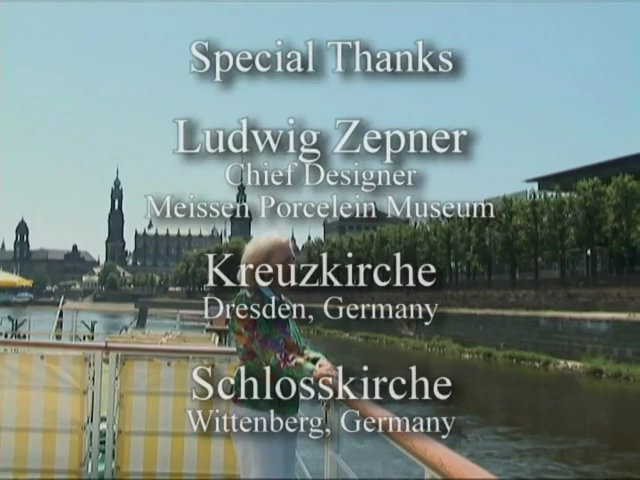 Special Thanks
Ludwig Zepner
Chief Designer
Meissen Porcelein Museum
Kreuzkirche
Dresden, Germany
Schlosskirche
Wittenberg, Germany